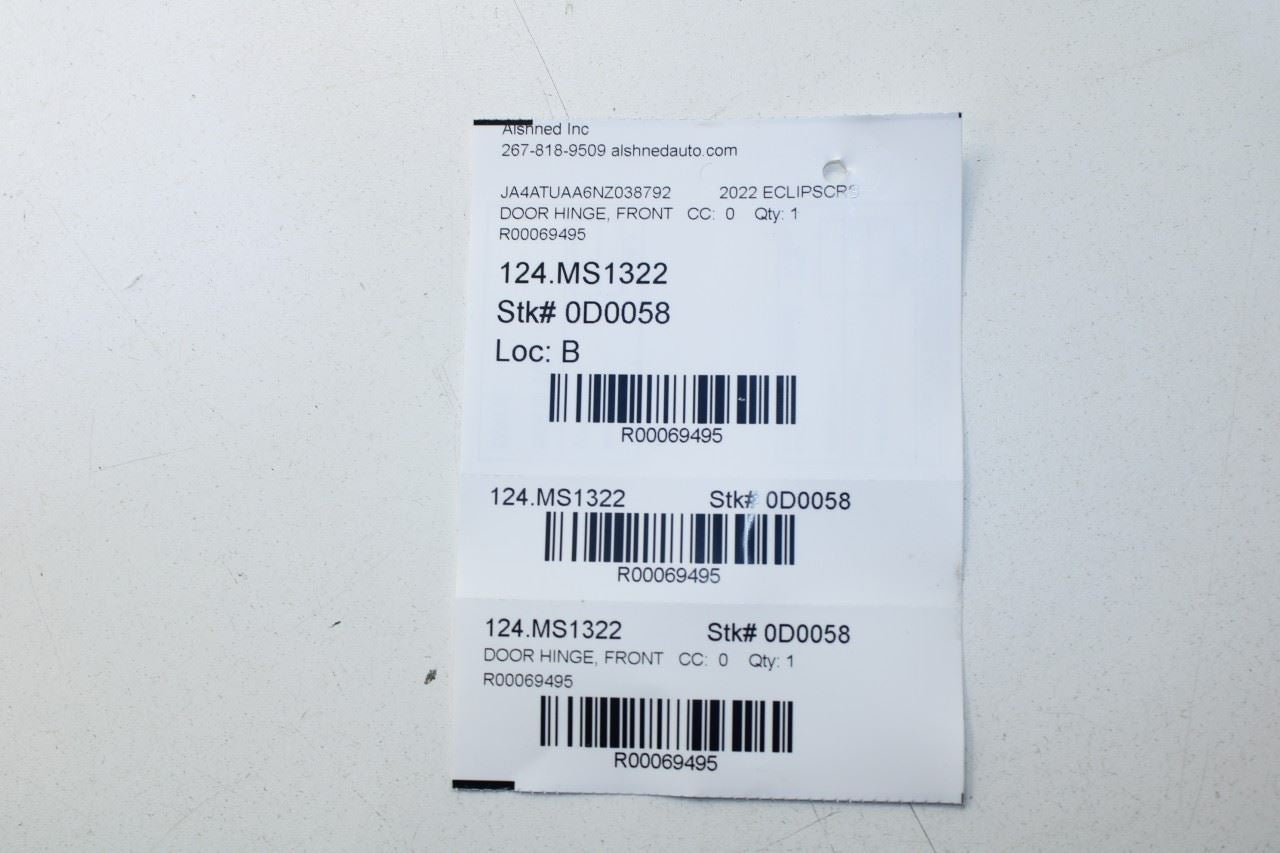 Alshned Inc
267-818-9509 alshnedauto.com
JA4ATUAA6NZ038792 2022 ECLIPSCRS
DOOR HINGE, FRONT CC: 0 Qty: 1
R00069495
124.MS1322
Stk# 0D0058
Loc: B
R00069495
124.MS1322 Stk# 0D0058
R00069495
124.MS1322 Stk# 0D0058
DOOR HINGE, FRONT CC: 0 Qty: 1
R00069495
R00069495